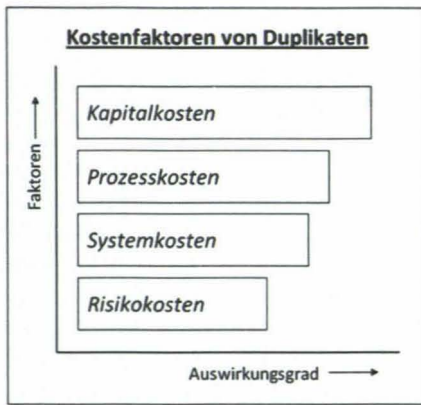 Kostenfaktoren von Duplikaten
Faktoren
Kapitalkosten
Prozesskosten
Systemkosten
Risikokosten
Auswirkungsgrad